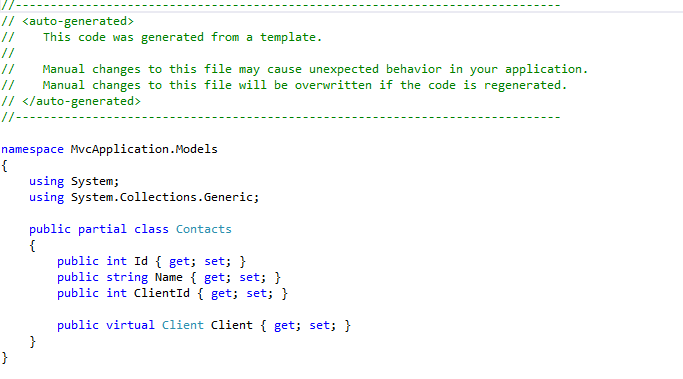 //------------------------------------------------------------------------------
// <auto-generated>
//    This code was generated from a template.
//
//    Manual changes to this file may cause unexpected behavior in your application.
//    Manual changes to this file will be overwritten if the code is regenerated.
// </auto-generated>
//------------------------------------------------------------------------------

namespace MvcApplication.Models
{
    using System;
    using System.Collections.Generic;

    public partial class Contacts
    {
        public int Id { get; set; }
        public string Name { get; set; }
        public int ClientId { get; set; }

        public virtual Client Client { get; set; }
    }
}